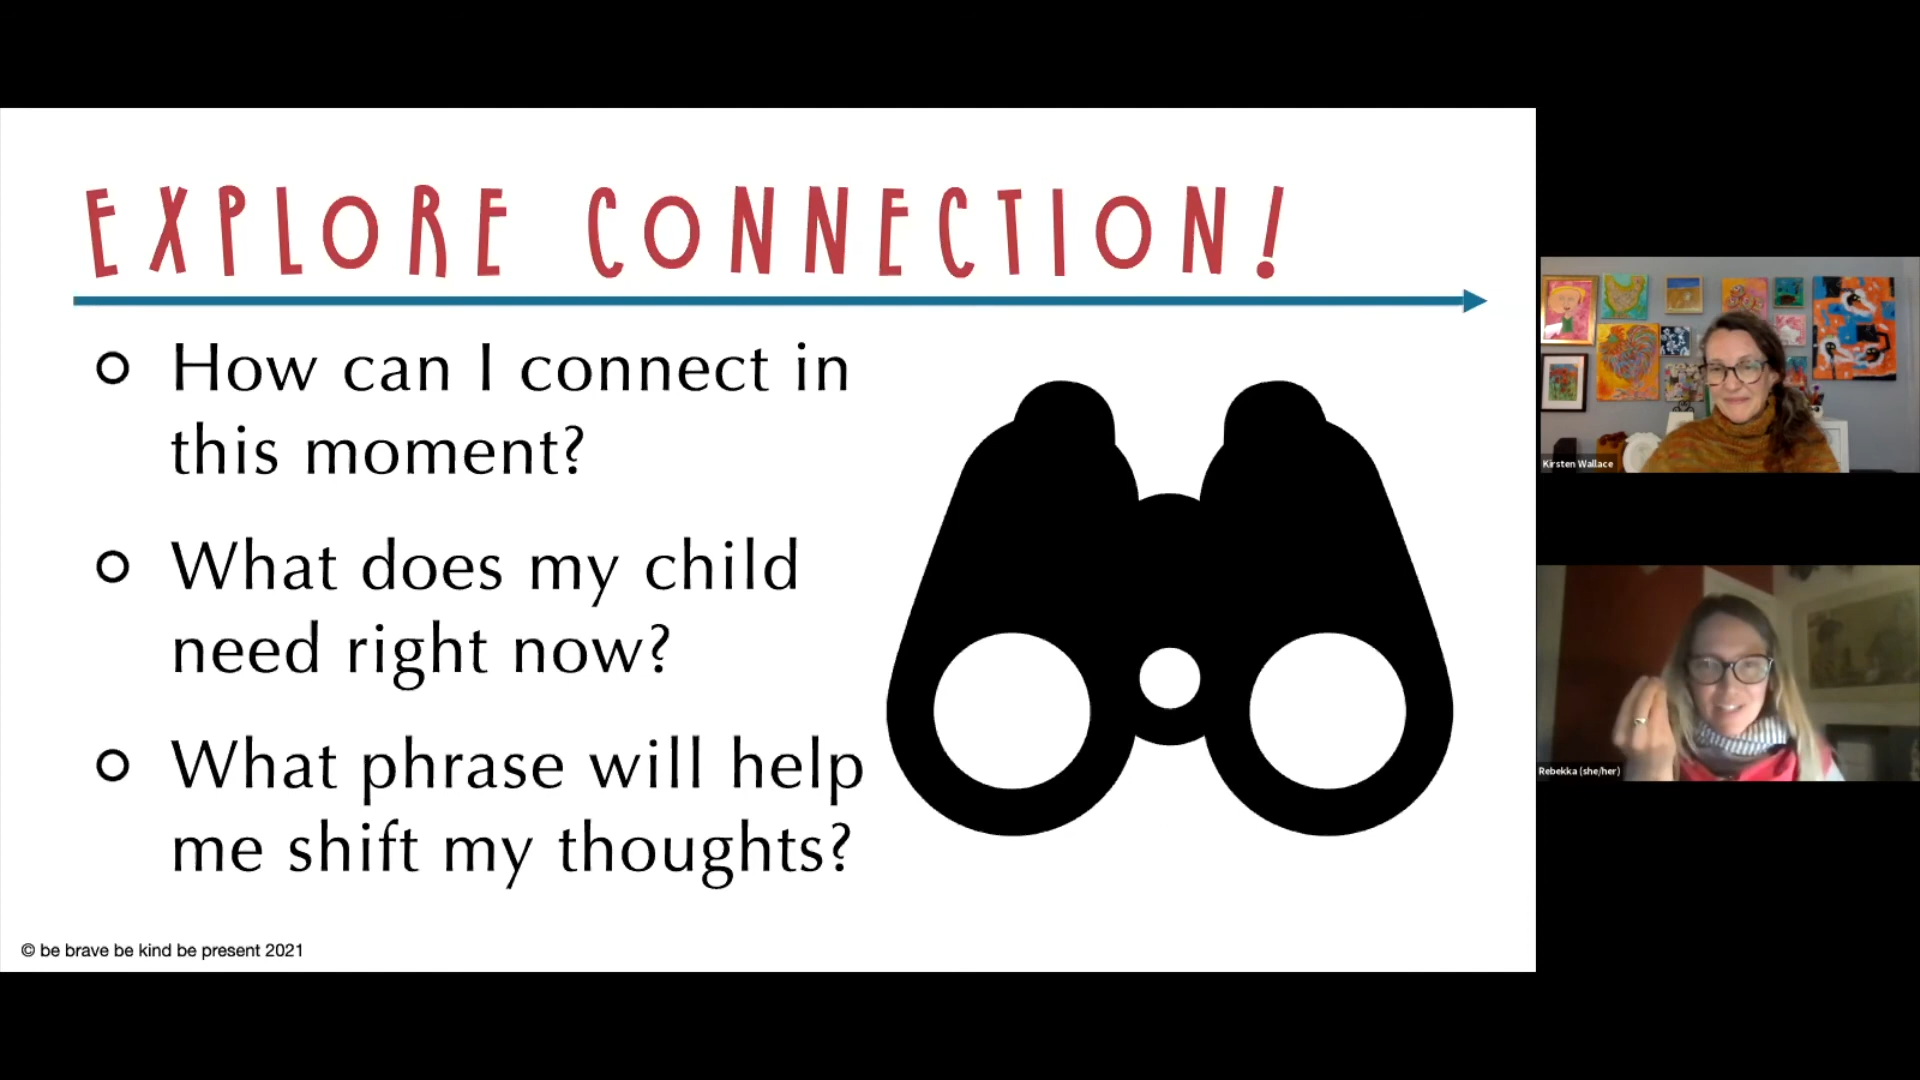 EXPLORE CONNECTION!
How can I connect in
this moment?
What does my child
need right now?
What phrase will help
me shift my thoughts?
© be brave be kind be present 2021
Kirsten Wallace
Rebekka (she/her)